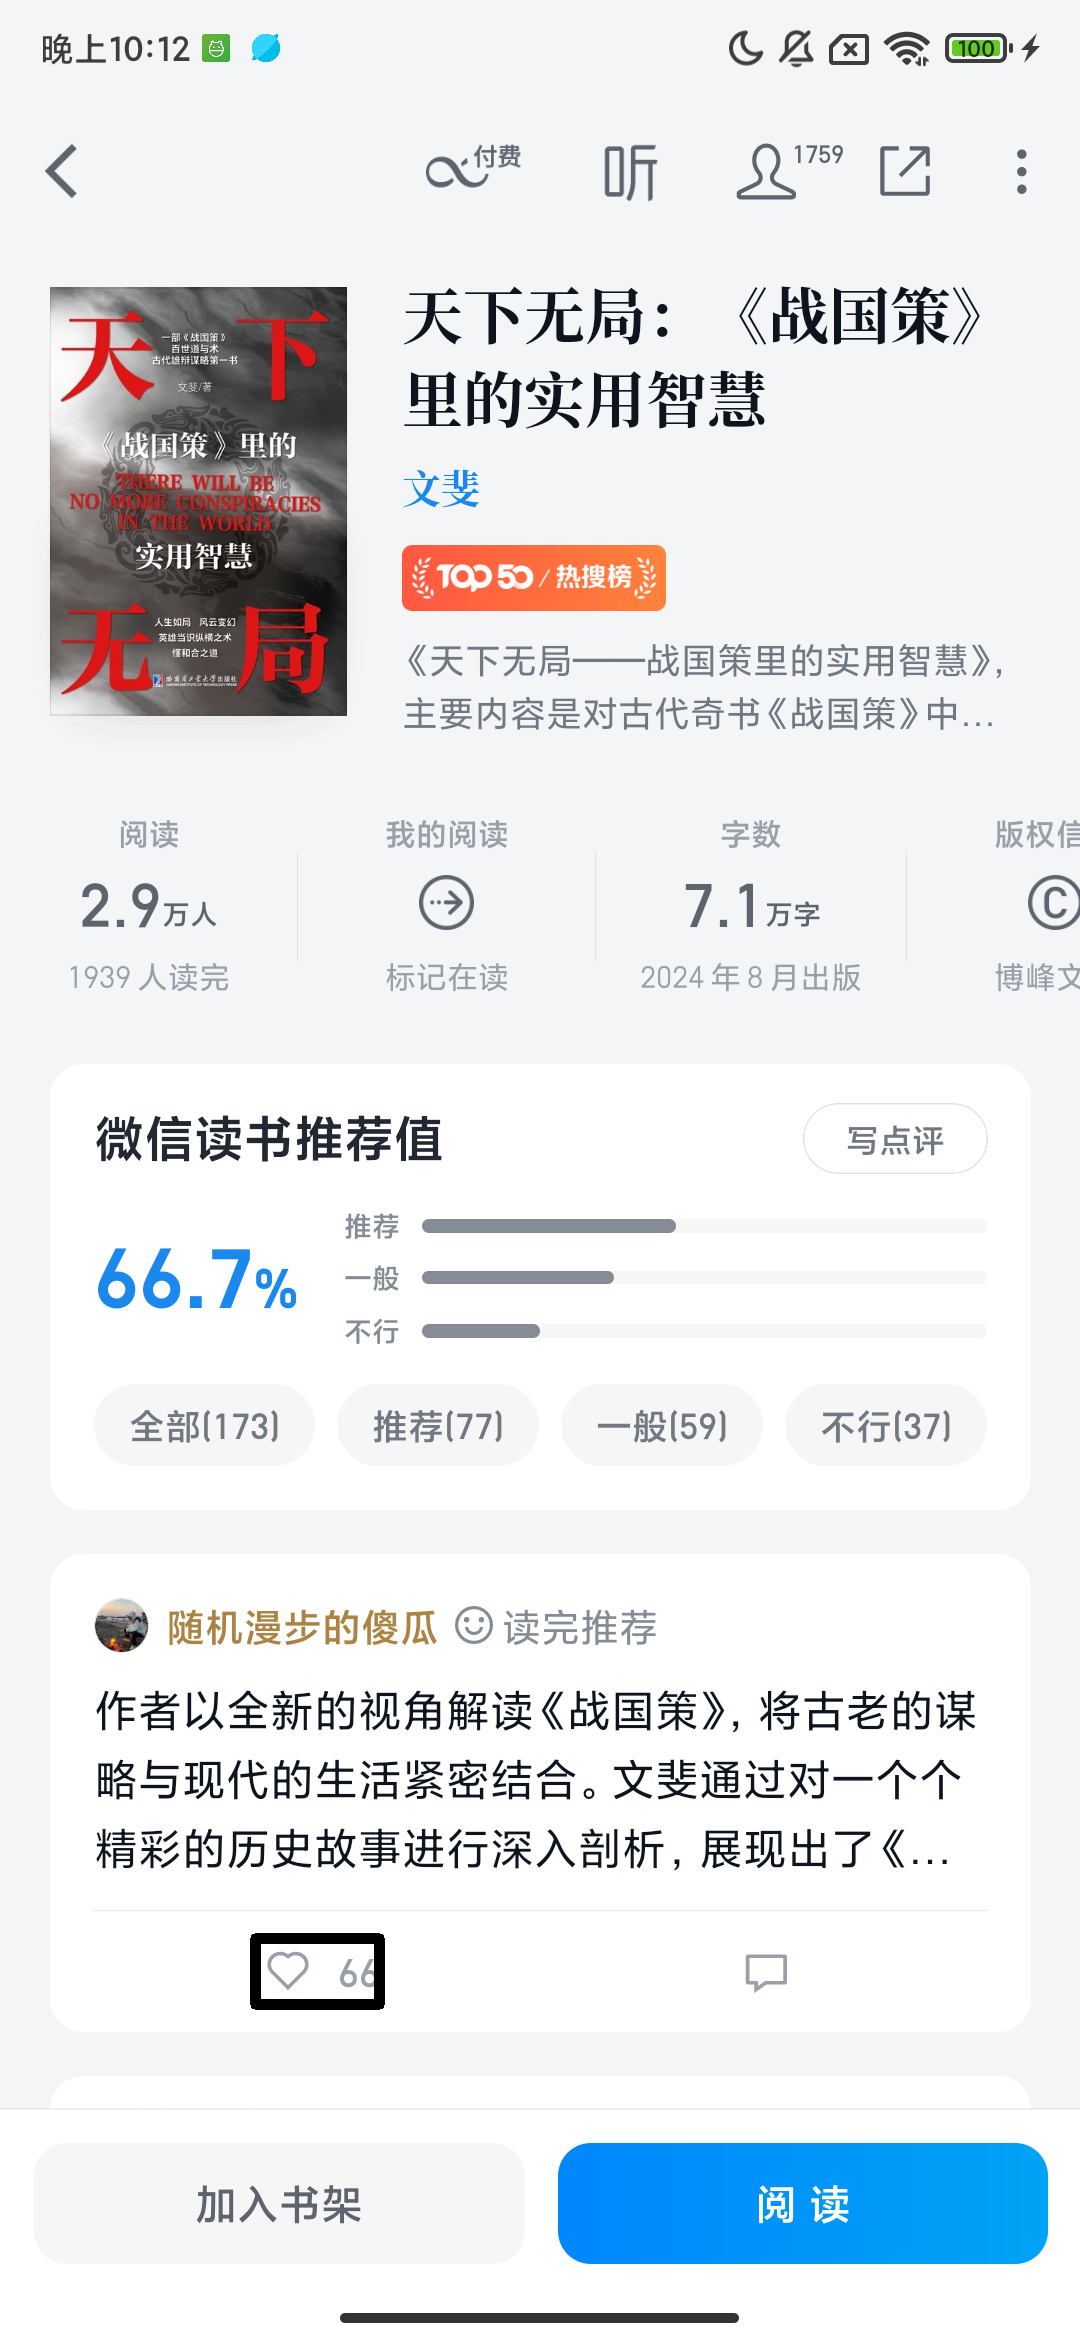 晚上10:12
100
付费
听
1759
天下
一部《战国策》
百世道与术
古代雄辩谋略第一书
文斐/著
《战国策》里的
THERE WILL BE
NO MORE CONSPIRACIES
IN THE WORLD
实用智慧
无局
人生如局 风云变幻
英雄当识纵横之术
懂和合之道
哈尔滨工业大学出版社
天下无局：《战国策》
里的实用智慧
文斐
TOP 50 / 热搜榜
《天下无局——战国策里的实用智慧》,
主要内容是对古代奇书《战国策》中...
阅读
2.9万人
1939 人读完
我的阅读
标记在读
字数
7.1万字
2024 年 8 月出版
版权信
博峰文
微信读书推荐值
写点评
66.7%
推荐
一般
不行
全部(173)
推荐(77)
一般(59)
不行(37)
随机漫步的傻瓜 读完推荐
作者以全新的视角解读《战国策》, 将古老的谋
略与现代的生活紧密结合。文斐通过对一个个
精彩的历史故事进行深入剖析, 展现出了《...
66
加入书架
阅 读